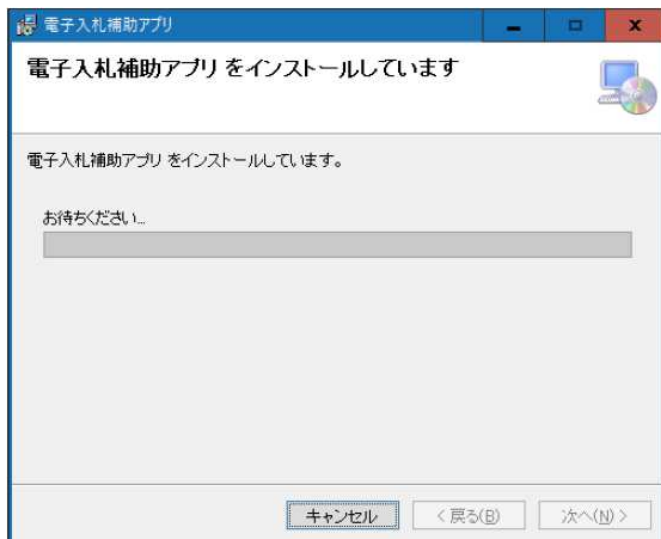 電子入札補助アプリ
電子入札補助アプリ をインストールしています
電子入札補助アプリ をインストールしています。
お待ちください...
キャンセル
< 戻る(B)
次へ(N) >